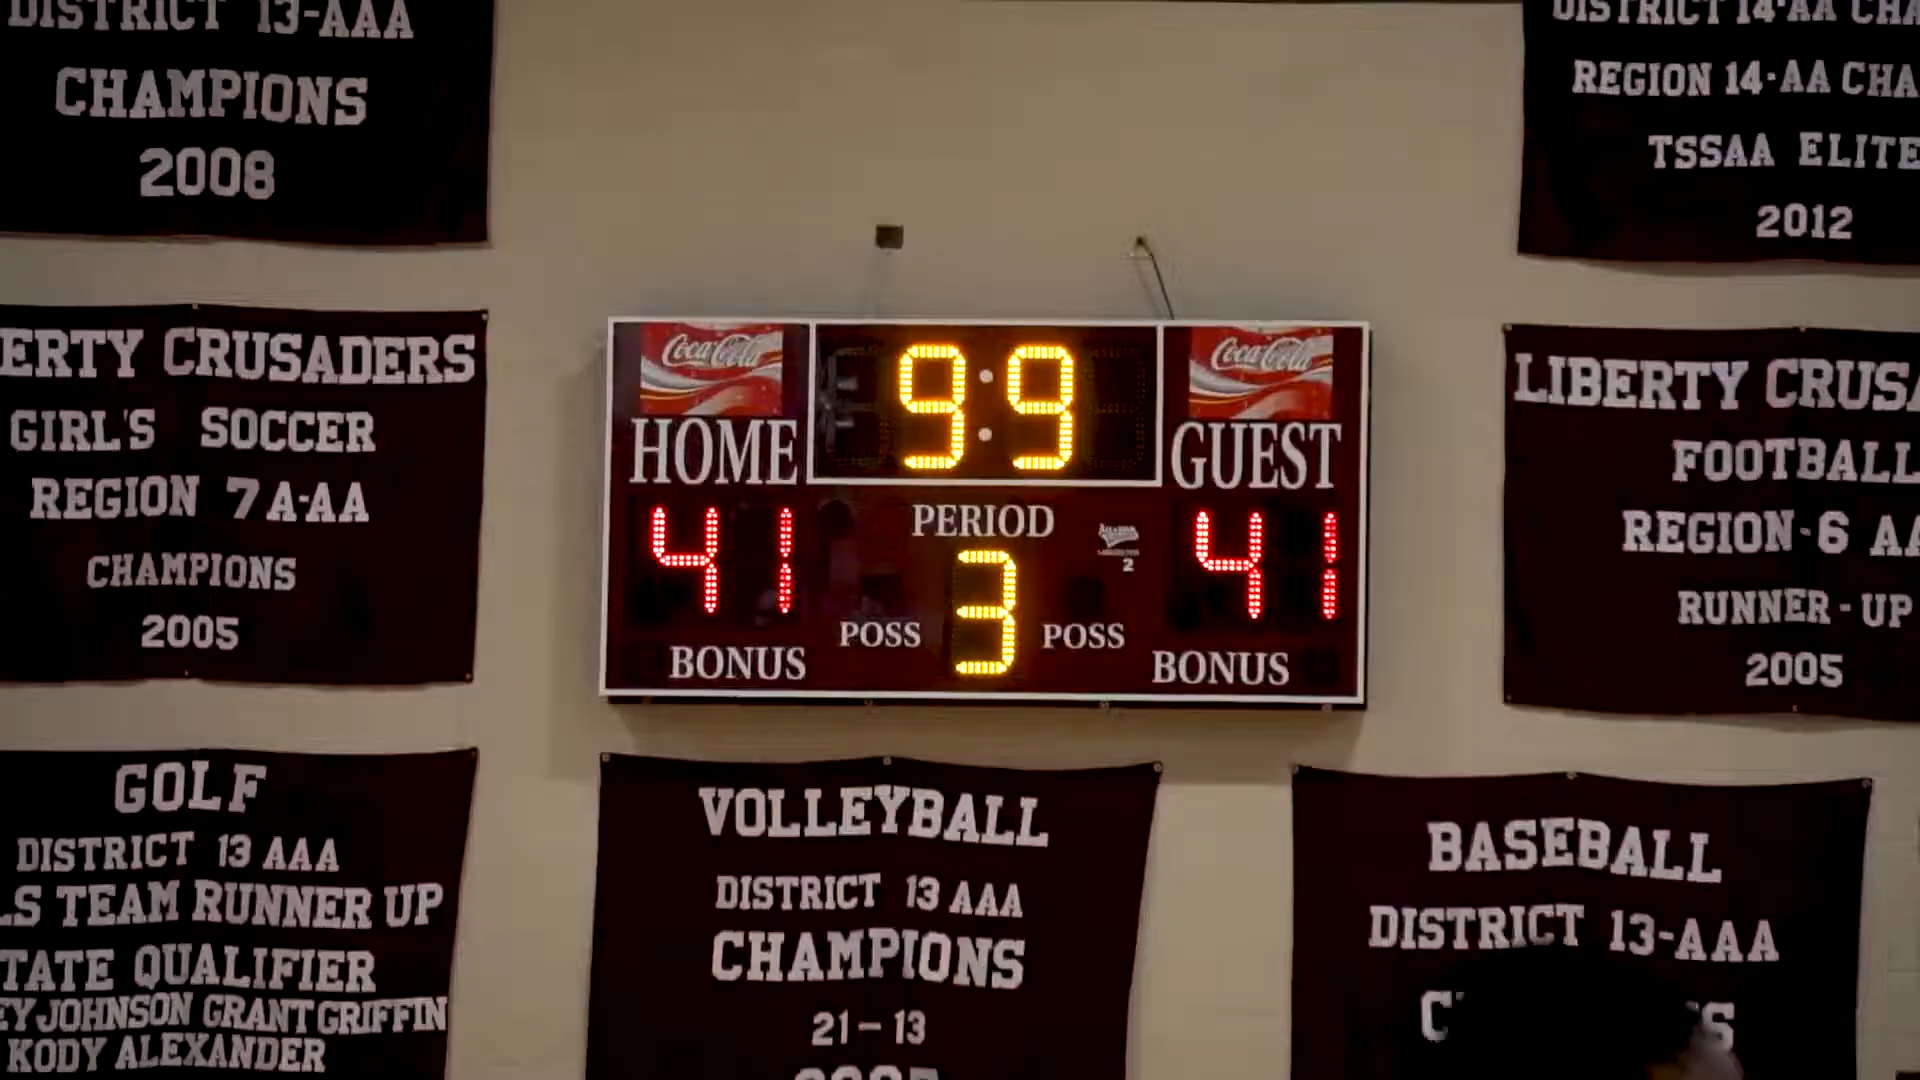 DISTRICT 13-AAA
CHAMPIONS
2008
DISTRICT 14-AA
REGION 14-AA
TSSAA ELITE
2012
ERTY CRUSADERS
GIRL'S SOCCER
REGION 7 A-AA
CHAMPIONS
2005
Coca-Cola
9:9
Coca-Cola
HOME
GUEST
41
PERIOD
41
2
3
POSS
POSS
BONUS
BONUS
LIBERTY CRUSA
FOOTBALL
REGION-6 AA
RUNNER-UP
2005
GOLF
DISTRICT 13 AAA
LS TEAM RUNNER UP
TATE QUALIFIER
EY JOHNSON GRANT GRIFFIN
KODY ALEXANDER
VOLLEYBALL
DISTRICT 13 AAA
CHAMPIONS
21-13
BASEBALL
DISTRICT 13-AAA